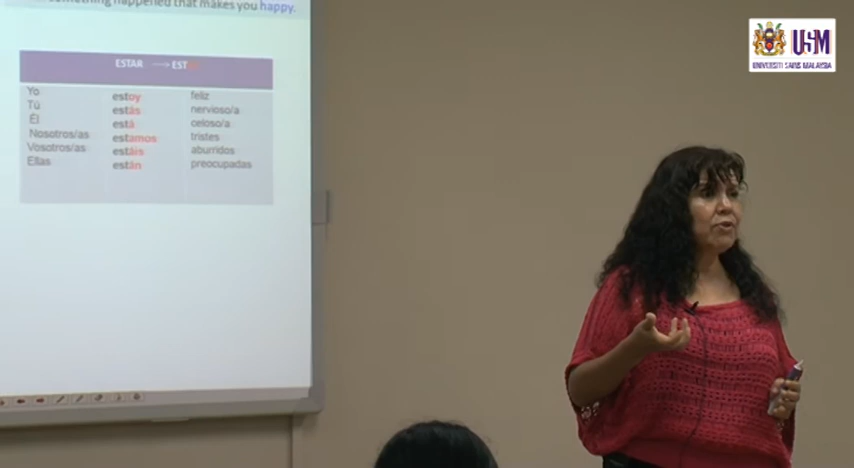 something happened that makes you happy.
ESTAR → EST
Yo estoy feliz
Tú estás nervioso/a
Él está celoso/a
Nosotros/as estamos tristes
Vosotros/as estáis aburridos
Ellas están preocupadas
USM
UNIVERSITI SAINS MALAYSIA